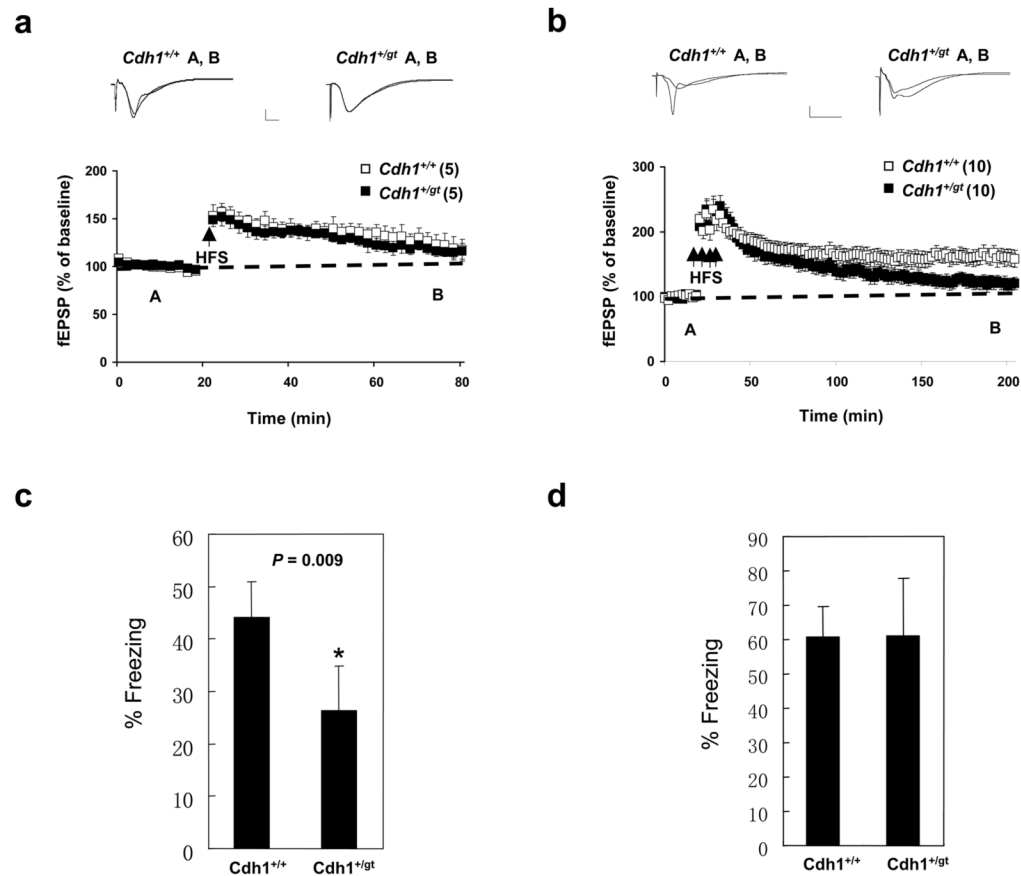 a
Cdh1+/+ A, B
Cdh1+/gt A, B
Cdh1+/+ (5)
Cdh1+/gt (5)
fEPSP (% of baseline)
200
150
100
50
0
HFS
A
B
0 20 40 60 80
Time (min)
b
Cdh1+/+ A, B
Cdh1+/gt A, B
Cdh1+/+ (10)
Cdh1+/gt (10)
fEPSP (% of baseline)
300
200
100
0
HFS
A
B
0 50 100 150 200
Time (min)
c
% Freezing
60
50
40
30
20
10
0
P = 0.009
*
Cdh1+/+ Cdh1+/gt
d
% Freezing
90
80
70
60
50
40
30
20
10
0
Cdh1+/+ Cdh1+/gt